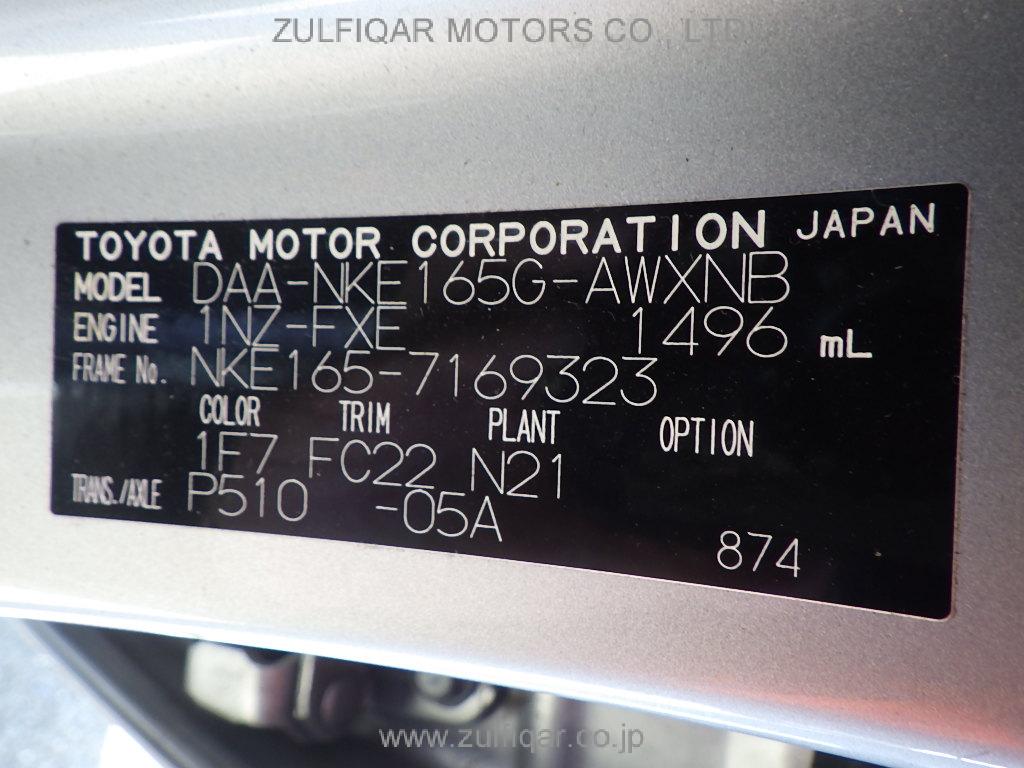 ZULFIQAR MOTORS CO., LTD.
TOYOTA MOTOR CORPORATION JAPAN
MODEL DAA-NKE165G-AWXNB
ENGINE 1NZ-FXE 1496 mL
FRAME No. NKE165-7169323
COLOR TRIM PLANT OPTION
1F7 FC22 N21
TRANS./AXLE P510 -05A
874
www.zulfiqar.co.jp